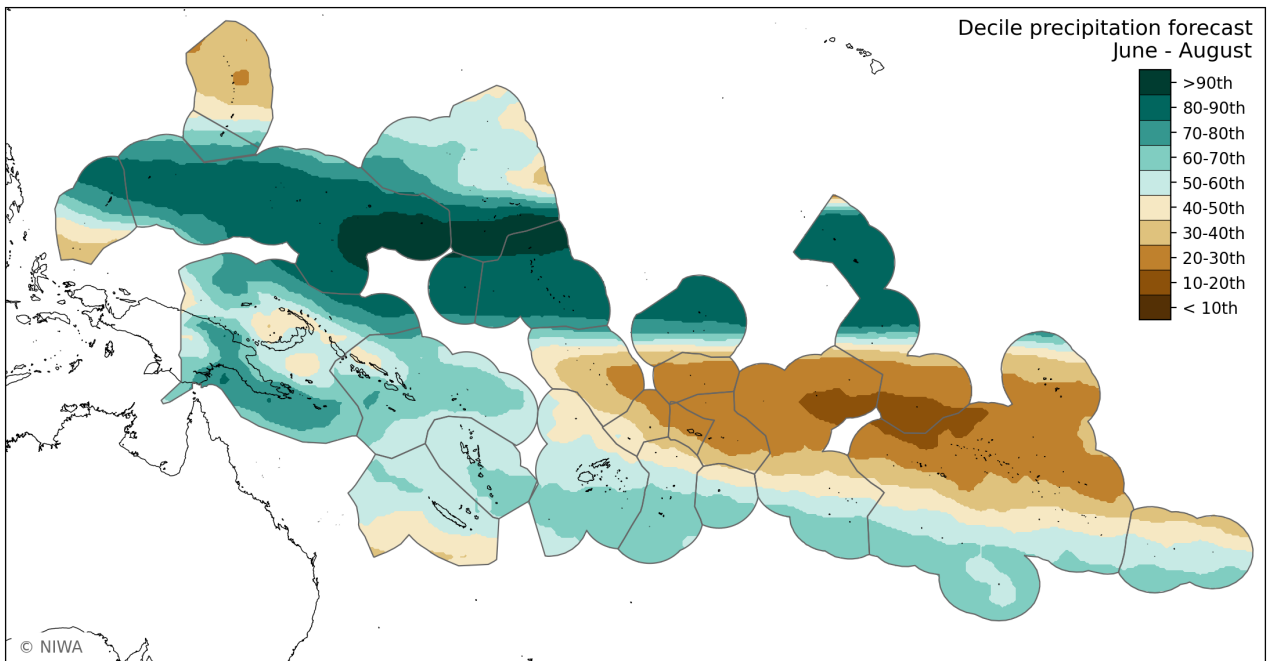 Decile precipitation forecast
June - August
>90th
80-90th
70-80th
60-70th
50-60th
40-50th
30-40th
20-30th
10-20th
< 10th
© NIWA